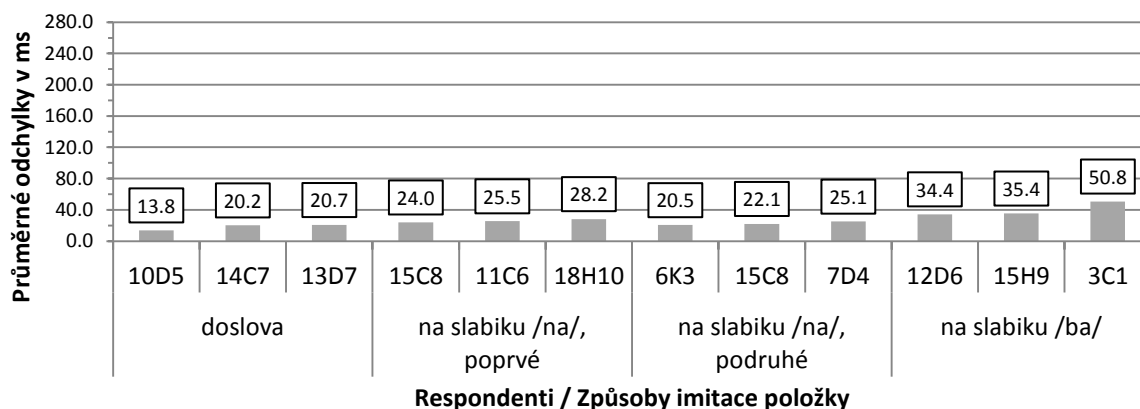 Průměrné odchylky v ms
280.0
240.0
200.0
160.0
120.0
80.0
40.0
0.0
13.8 20.2 20.7 24.0 25.5 28.2 20.5 22.1 25.1 34.4 35.4 50.8
10D5 14C7 13D7 15C8 11C6 18H10 6K3 15C8 7D4 12D6 15H9 3C1
doslova
na slabiku /na/,
poprvé
na slabiku /na/,
podruhé
na slabiku /ba/
Respondenti / Způsoby imitace položky